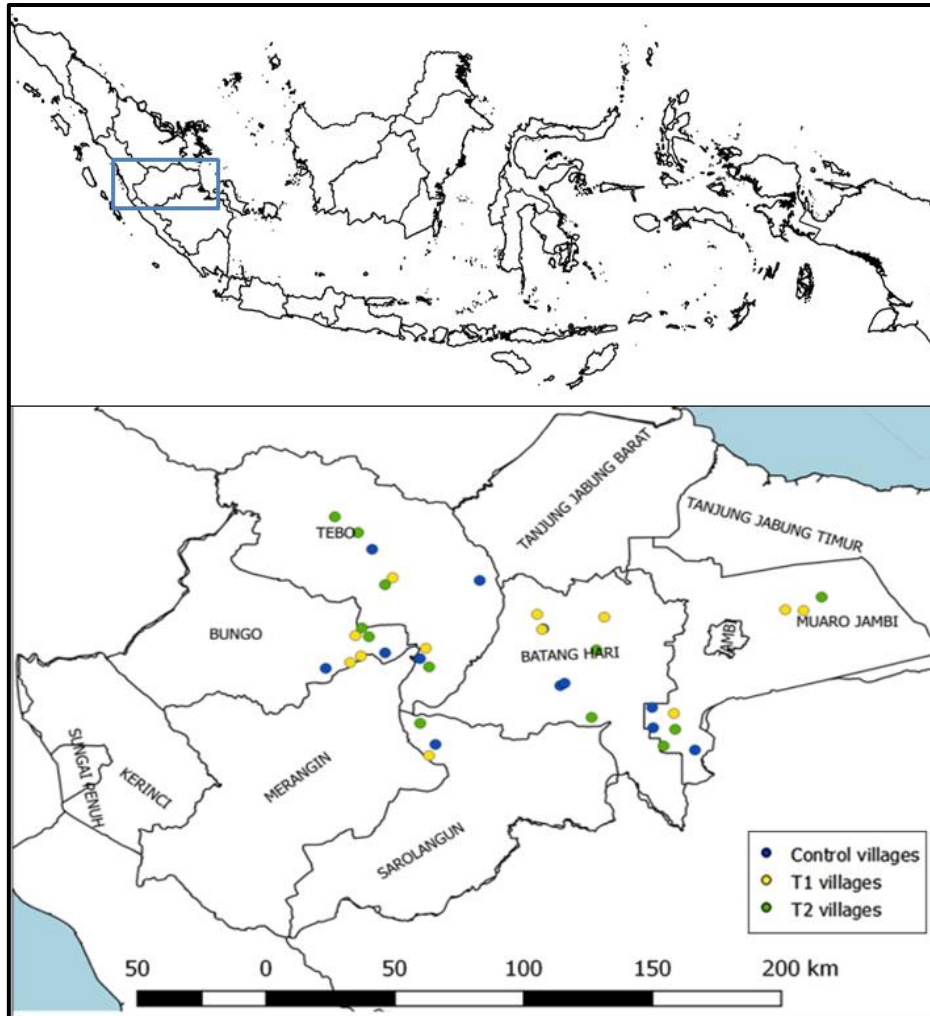 TANJUNG JABUNG BARAT
TANJUNG JABUNG TIMUR
TEBO
BUNGO
BATANG HARI
JAMBI
MUARO JAMBI
SUNGAI PENUH
KERINCI
MERANGIN
SAROLANGUN
Control villages
T1 villages
T2 villages
50 0 50 100 150 200 km